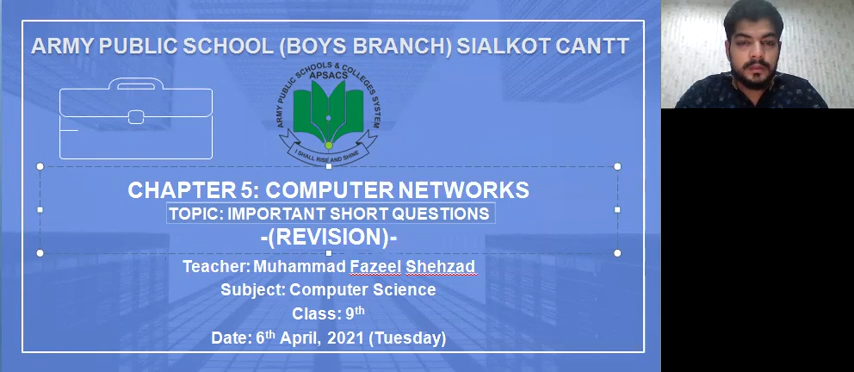 ARMY PUBLIC SCHOOL (BOYS BRANCH) SIALKOT CANTT
ARMY PUBLIC SCHOOLS & COLLEGES SYSTEM
APSACS
I SHALL RISE AND SHINE
CHAPTER 5: COMPUTER NETWORKS
TOPIC: IMPORTANT SHORT QUESTIONS
-(REVISION)-
Teacher: Muhammad Fazeel Shehzad
Subject: Computer Science
Class: 9th
Date: 6th April, 2021 (Tuesday)